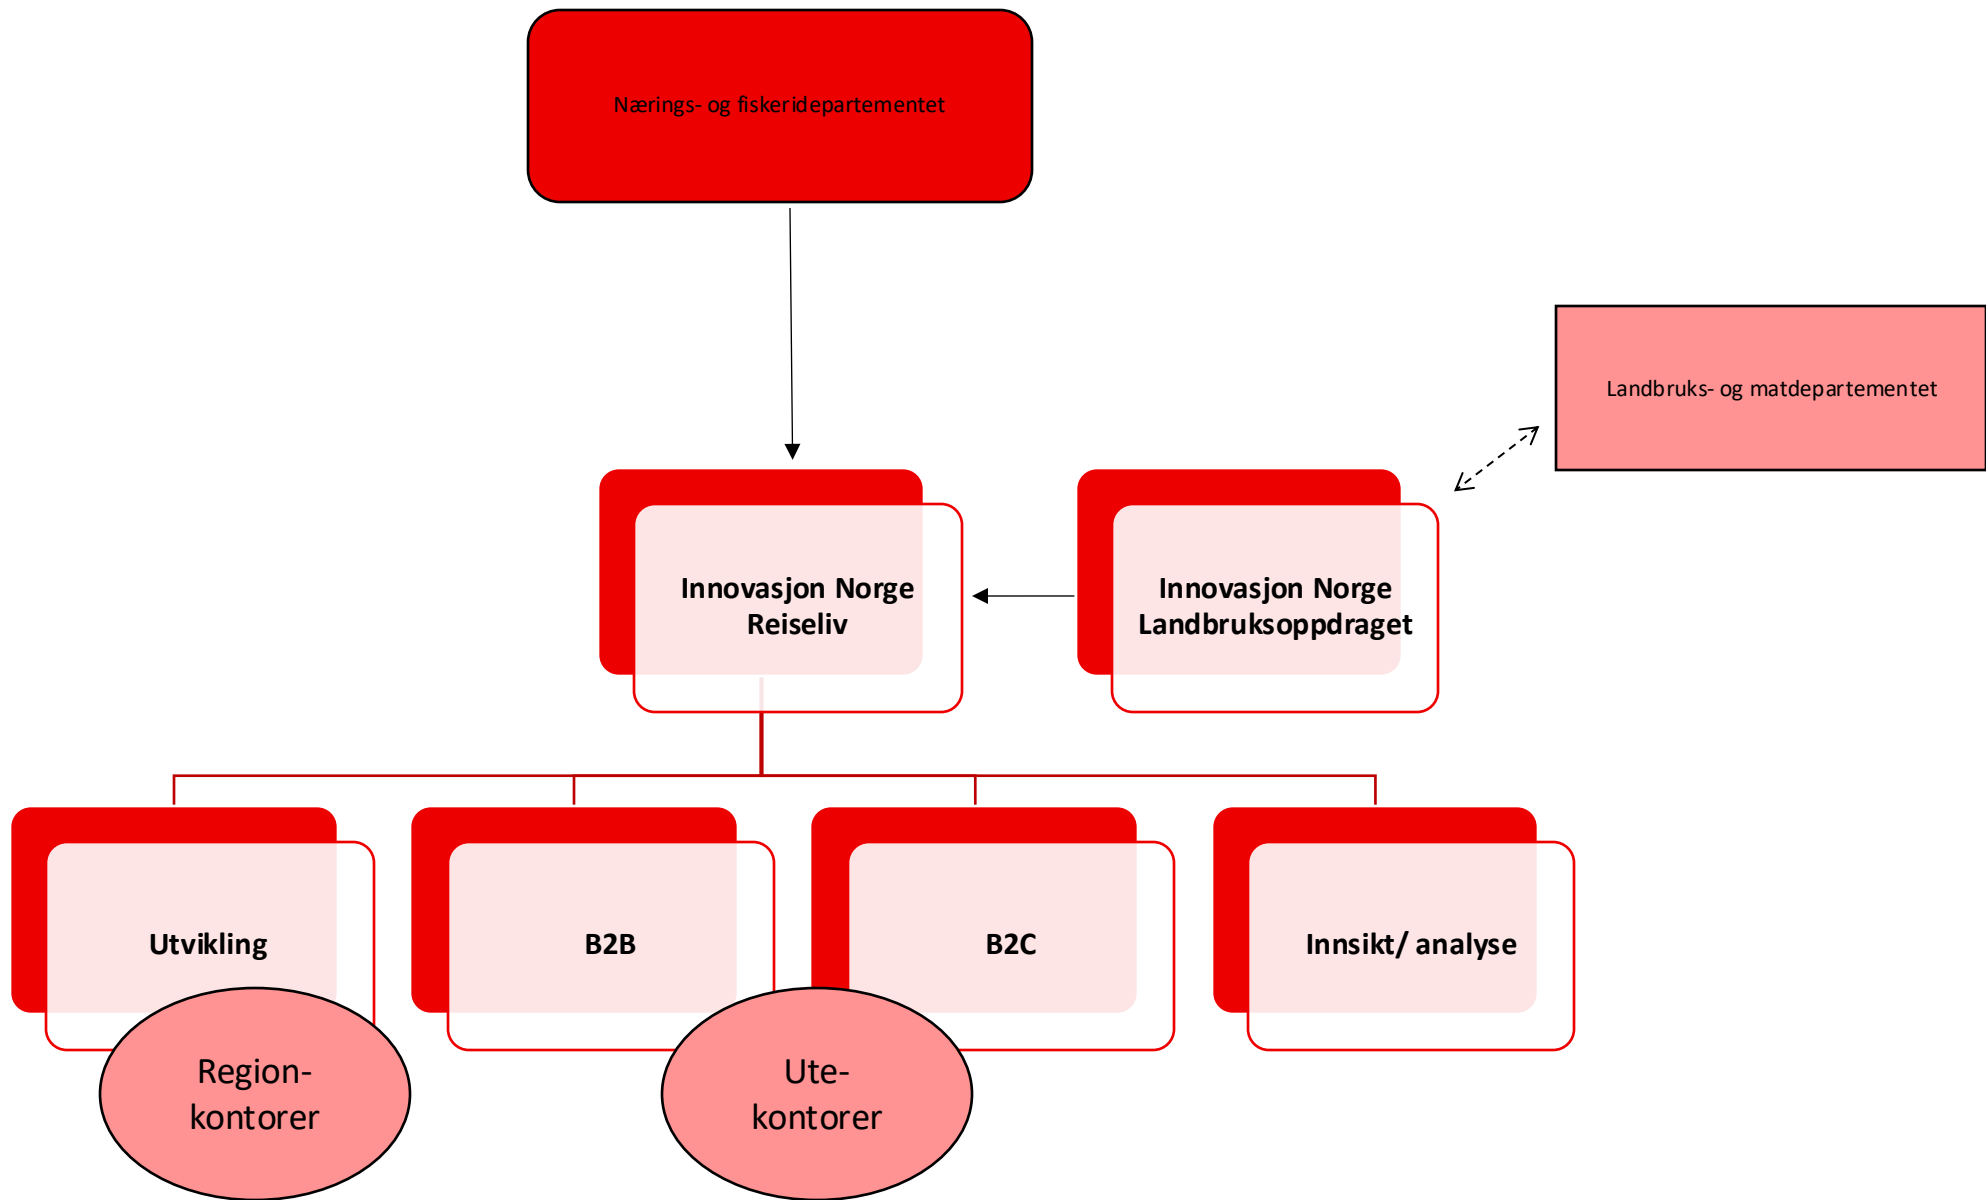 Nærings- og fiskeridepartementet
Landbruks- og matdepartementet
Innovasjon Norge
Reiseliv
Innovasjon Norge
Landbruksoppdraget
Utvikling
B2B
B2C
Innsikt/ analyse
Region-
kontorer
Ute-
kontorer